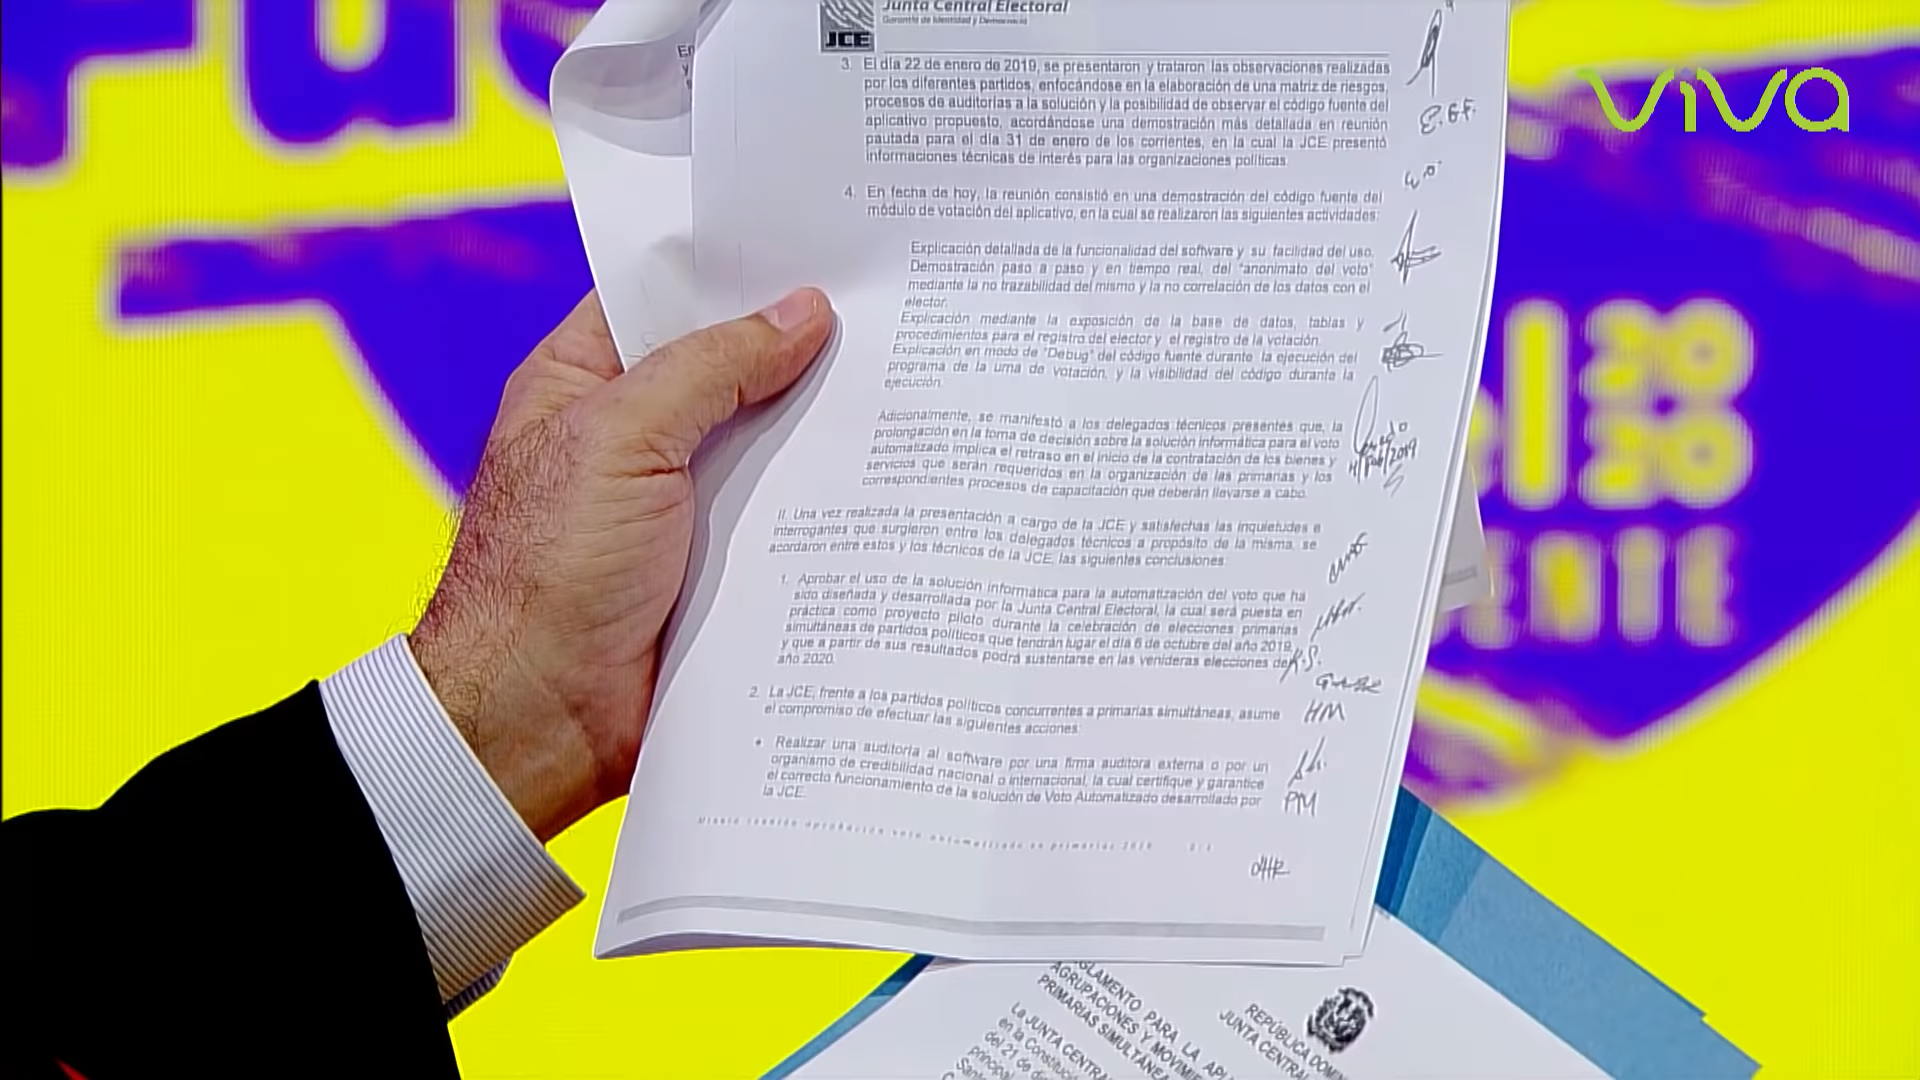 viva
Junta Central Electoral
Garantía de Identidad y Democracia
JCE
3. El día 22 de enero de 2019, se presentaron y trataron las observaciones realizadas
por los diferentes partidos, enfocándose en la elaboración de una matriz de riesgos,
procesos de auditorías a la solución y la posibilidad de observar el código fuente del
aplicativo propuesto, acordándose una demostración más detallada en reunión
pautada para el día 31 de enero de los corrientes, en la cual la JCE presentó
informaciones técnicas de interés para las organizaciones políticas.
4. En fecha de hoy, la reunión consistió en una demostración del código fuente del
módulo de votación del aplicativo, en la cual se realizaron las siguientes actividades:
Explicación detallada de la funcionalidad del software y su facilidad del uso.
Demostración paso a paso y en tiempo real, del "anonimato del voto"
mediante la no trazabilidad del mismo y la no correlación de los datos con el
elector.
Explicación mediante la exposición de la base de datos, tablas y
procedimientos para el registro del elector y el registro de la votación.
Explicación en modo de "Debug" del código fuente durante la ejecución del
programa de la urna de votación, y la visibilidad del código durante la
ejecución.
Adicionalmente, se manifestó a los delegados técnicos presentes que, la
prolongación en la toma de decisión sobre la solución informática para el voto
automatizado implica el retraso en el inicio de la contratación de los bienes y
servicios que serán requeridos en la organización de las primarias y los
correspondientes procesos de capacitación que deberán llevarse a cabo.
II. Una vez realizada la presentación a cargo de la JCE y satisfechas las inquietudes e
interrogantes que surgieron entre los delegados técnicos a propósito de la misma, se
acordaron entre estos y los técnicos de la JCE, las siguientes conclusiones:
1. Aprobar el uso de la solución informática para la automatización del voto que ha
sido diseñada y desarrollada por la Junta Central Electoral, la cual será puesta en
práctica como proyecto piloto durante la celebración de elecciones primarias
simultáneas de partidos políticos que tendrán lugar el día 6 de octubre del año 2019,
y que a partir de sus resultados podrá sustentarse en las venideras elecciones de
año 2020.
2. La JCE, frente a los partidos políticos concurrentes a primarias simultáneas, asume
el compromiso de efectuar las siguientes acciones:
• Realizar una auditoría al software por una firma auditora externa o por un
organismo de credibilidad nacional o internacional, la cual certifique y garantice
el correcto funcionamiento de la solución de Voto Automatizado desarrollado por
la JCE.
E.G.F.
R.S.
HM
PM
REPÚBLICA DOMIN
JUNTA CENTRAL
GLAMENTO PARA LA APLI
AGRUPACIONES Y MOVIMIE
PRIMARIAS SIMULTÁNEA
La JUNTA CENTRA
en la Constituci
del 21 de di
principal
2020
ENTE